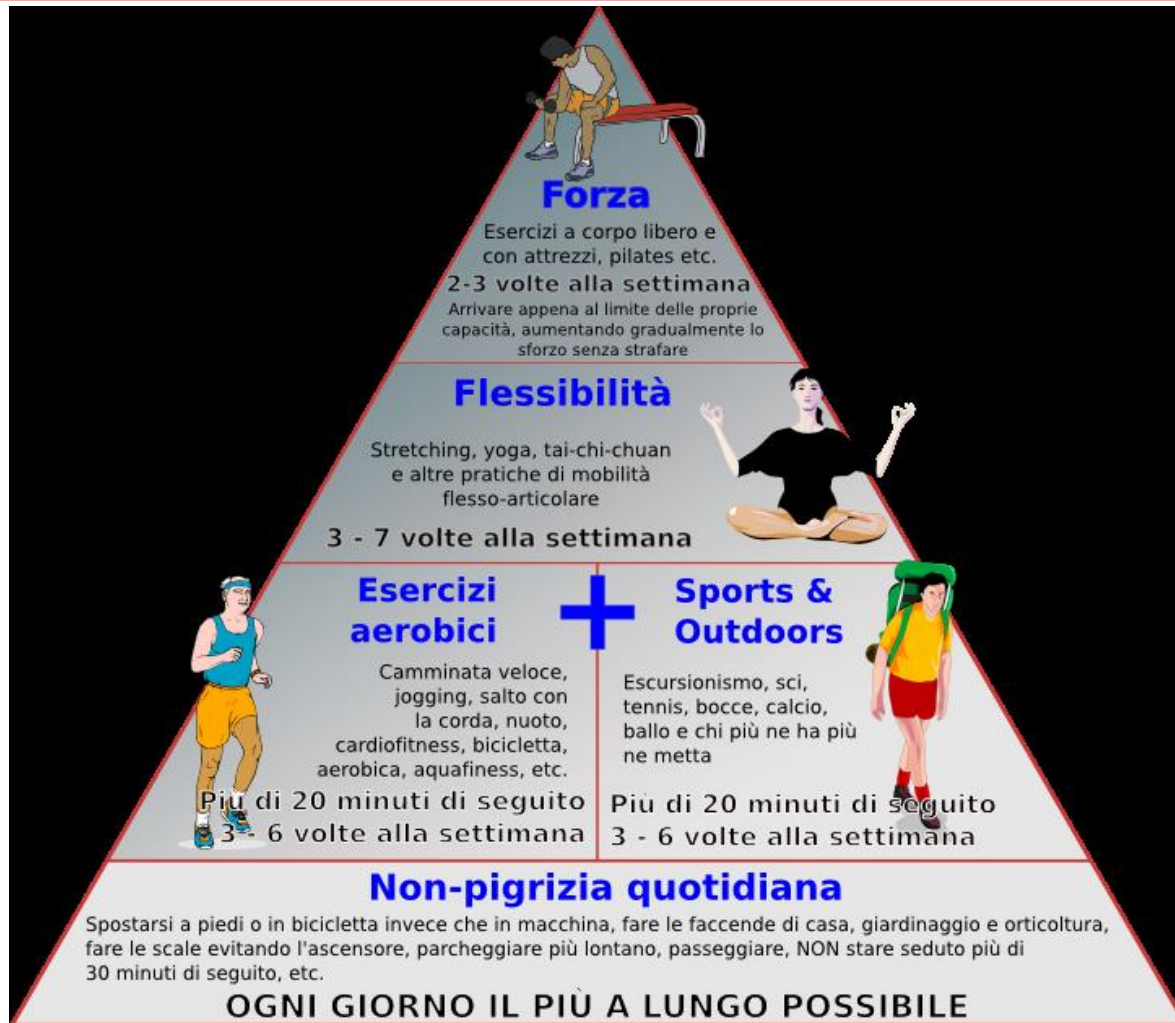 Forza
Esercizi a corpo libero e
con attrezzi, pilates etc.
2-3 volte alla settimana
Arrivare appena al limite delle proprie
capacità, aumentando gradualmente lo
sforzo senza strafare
Flessibilità
Stretching, yoga, tai-chi-chuan
e altre pratiche di mobilità
flesso-articolare
3 - 7 volte alla settimana
Esercizi
aerobici
Camminata veloce,
jogging, salto con
la corda, nuoto,
cardiofitness, bicicletta,
aerobica, aquafiness, etc.
Più di 20 minuti di seguito
3 - 6 volte alla settimana
+
Sports &
Outdoors
Escursionismo, sci,
tennis, bocce, calcio,
ballo e chi più ne ha più
ne metta
Più di 20 minuti di seguito
3 - 6 volte alla settimana
Non-pigrizia quotidiana
Spostarsi a piedi o in bicicletta invece che in macchina, fare le faccende di casa, giardinaggio e orticoltura,
fare le scale evitando l'ascensore, parcheggiare più lontano, passeggiare, NON stare seduto più di
30 minuti di seguito, etc.
OGNI GIORNO IL PIÙ A LUNGO POSSIBILE